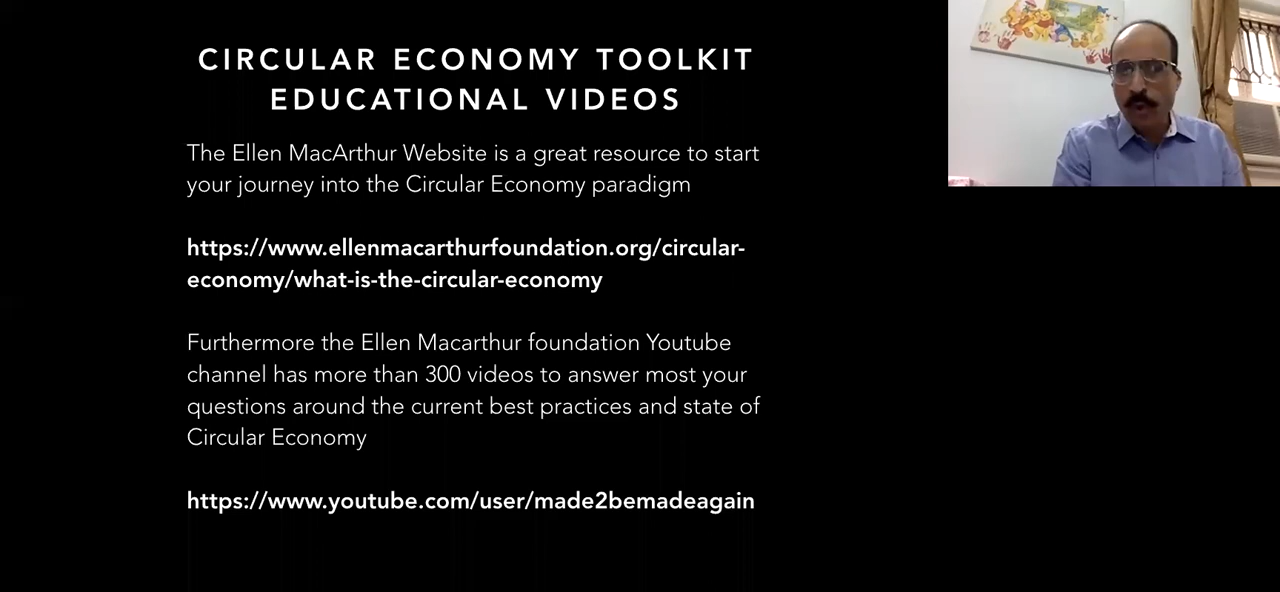 CIRCULAR ECONOMY TOOLKIT
EDUCATIONAL VIDEOS
The Ellen MacArthur Website is a great resource to start
your journey into the Circular Economy paradigm
https://www.ellenmacarthurfoundation.org/circular-
economy/what-is-the-circular-economy
Furthermore the Ellen Macarthur foundation Youtube
channel has more than 300 videos to answer most your
questions around the current best practices and state of
Circular Economy
https://www.youtube.com/user/made2bemadeagain